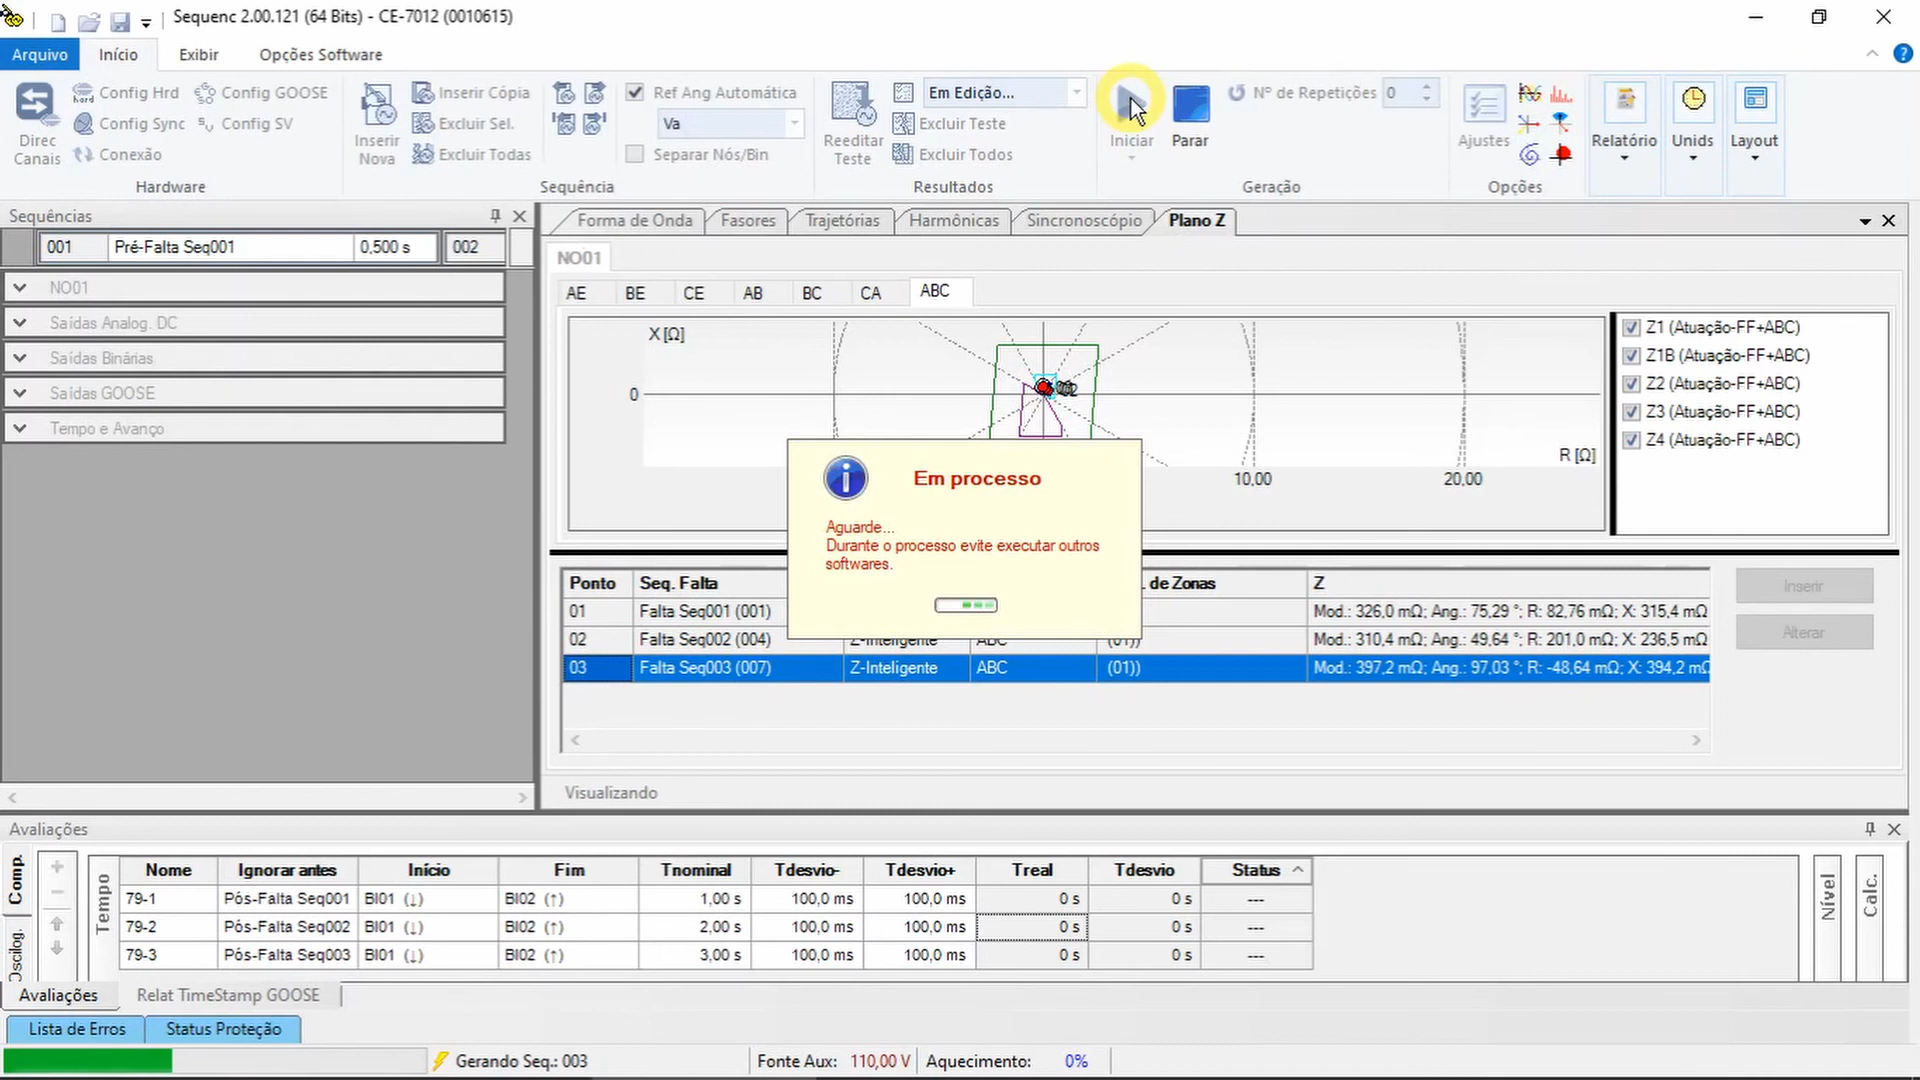 Sequenc 2.00.121 (64 Bits) - CE-7012 (0010615)
Arquivo Início Exibir Opções Software
Direc Canais
Config Hrd Config GOOSE
Config Sync Config SV
Conexão
Hardware
Inserir Nova
Inserir Cópia
Excluir Sel.
Excluir Todas
Ref Ang Automática
Va
Separar Nós/Bin
Sequência
Reeditar Teste
Em Edição...
Excluir Teste
Excluir Todos
Resultados
Iniciar
Parar
Nº de Repetições 0
Geração
Ajustes
Opções
Relatório
Unids
Layout
Sequências
001 Pré-Falta Seq001 0,500 s 002
NO01
Saídas Analog. DC
Saídas Binárias
Saídas GOOSE
Tempo e Avanço
Forma de Onda Fasores Trajetórias Harmônicas Sincronoscópio Plano Z
NO01
AE BE CE AB BC CA ABC
X [Ω]
0
R [Ω]
10,00 20,00
Z1 (Atuação-FF+ABC)
Z1B (Atuação-FF+ABC)
Z2 (Atuação-FF+ABC)
Z3 (Atuação-FF+ABC)
Z4 (Atuação-FF+ABC)
Em processo
Aguarde...
Durante o processo evite executar outros
softwares.
Ponto Seq. Falta de Zonas Z
01 Falta Seq001 (001) Mod.: 326,0 mΩ; Ang.: 75,29 °; R: 82,76 mΩ; X: 315,4 mΩ
02 Falta Seq002 (004) Z-Inteligente ABC (01)) Mod.: 310,4 mΩ; Ang.: 49,64 °; R: 201,0 mΩ; X: 236,5 mΩ
03 Falta Seq003 (007) Z-Inteligente ABC (01)) Mod.: 397,2 mΩ; Ang.: 97,03 °; R: -48,64 mΩ; X: 394,2 mΩ
Inserir
Alterar
Visualizando
Avaliações
Comp.
Oscilog.
Tempo
Nome Ignorar antes Início Fim Tnominal Tdesvio- Tdesvio+ Treal Tdesvio Status
79-1 Pós-Falta Seq001 BI01 (↓) BI02 (↑) 1,00 s 100,0 ms 100,0 ms 0 s 0 s ---
79-2 Pós-Falta Seq002 BI01 (↓) BI02 (↑) 2,00 s 100,0 ms 100,0 ms 0 s 0 s ---
79-3 Pós-Falta Seq003 BI01 (↓) BI02 (↑) 3,00 s 100,0 ms 100,0 ms 0 s 0 s ---
Nível
Calc.
Avaliações Relat TimeStamp GOOSE
Lista de Erros Status Proteção
Gerando Seq.: 003 Fonte Aux: 110,00 V Aquecimento: 0%